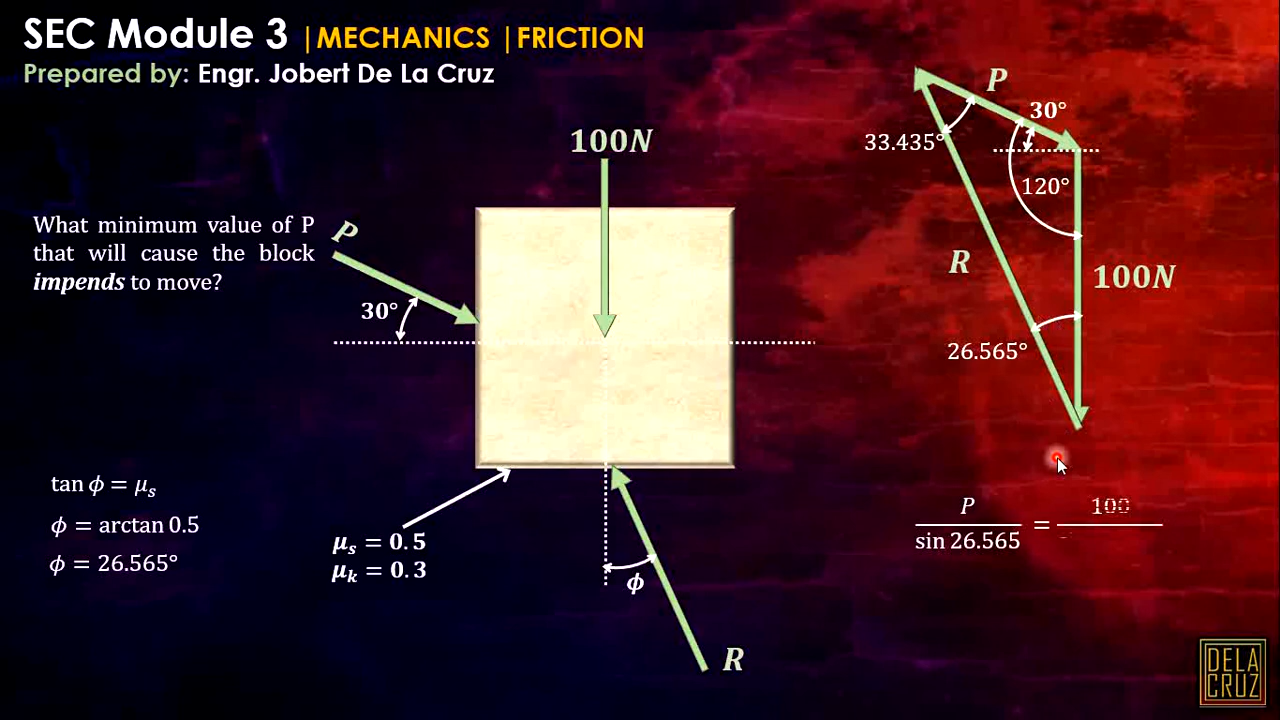 SEC Module 3 |MECHANICS |FRICTION
Prepared by: Engr. Jobert De La Cruz
What minimum value of P
that will cause the block
impends to move?
P
30°
100N
tan ϕ = μₛ
ϕ = arctan 0.5
ϕ = 26.565°
μₛ = 0.5
μₖ = 0.3
ϕ
R
P
30°
33.435°
120°
R
100N
26.565°
P/sin 26.565 = 100/
DELA
CRUZ